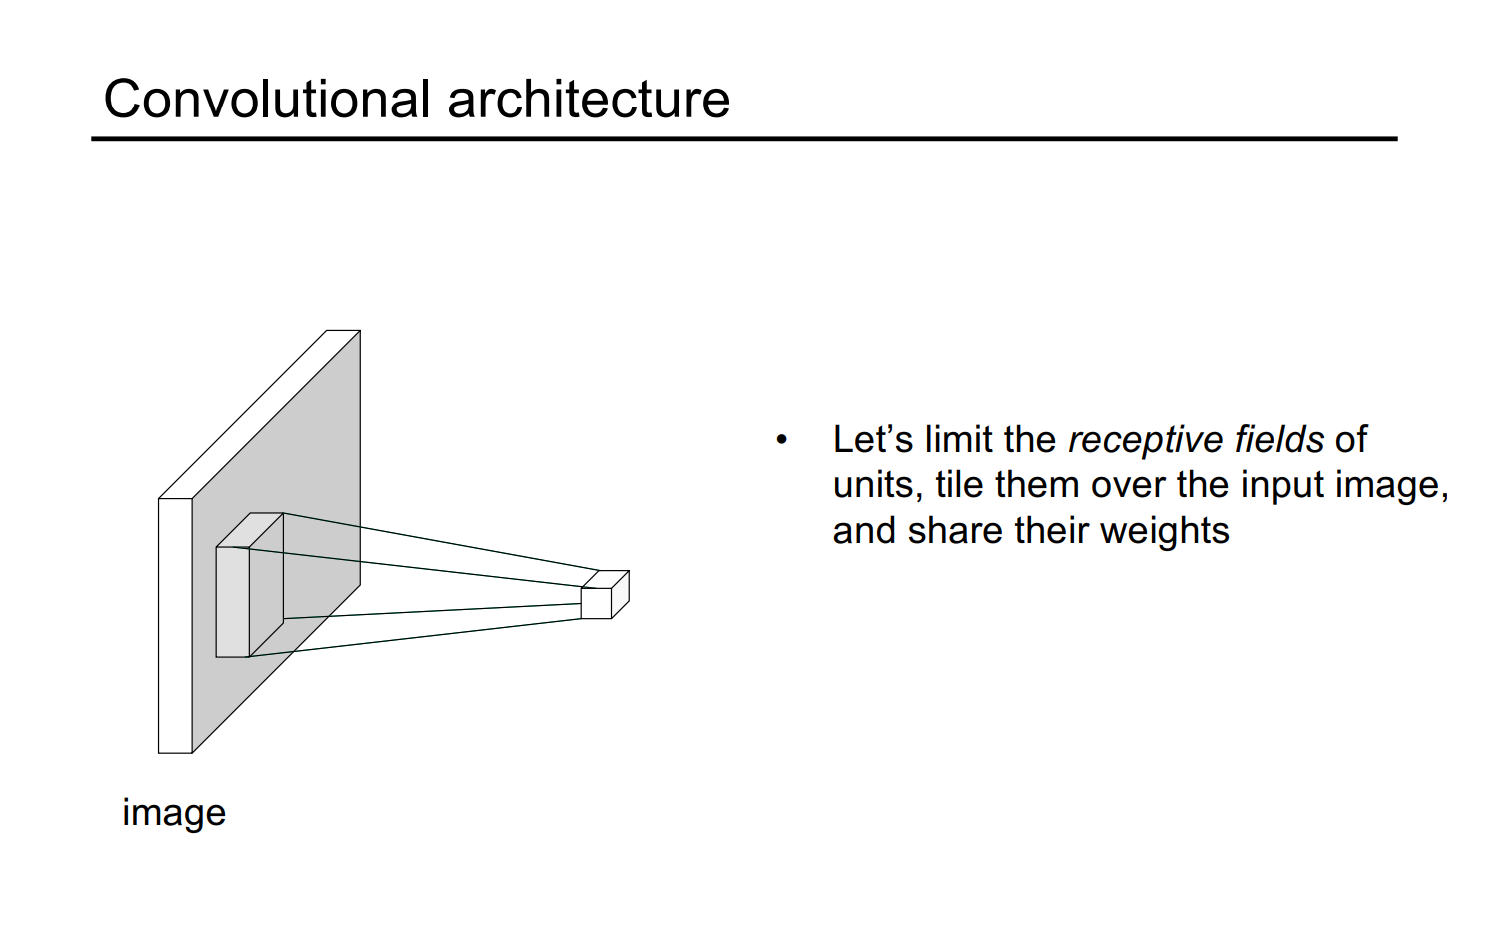 Convolutional architecture
• Let’s limit the receptive fields of
units, tile them over the input image,
and share their weights
image